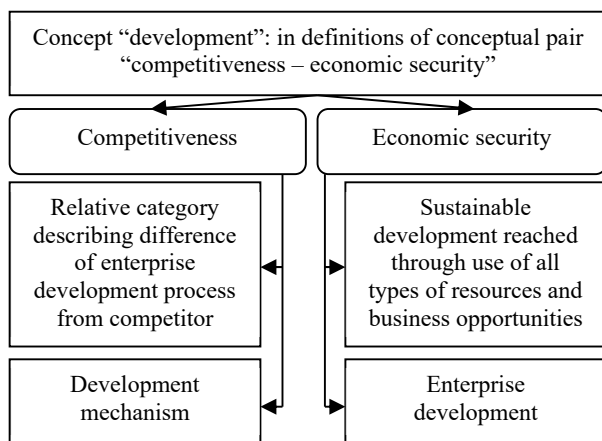 Concept “development”: in definitions of conceptual pair
“competitiveness – economic security”
Competitiveness
Economic security
Relative category
describing difference
of enterprise
development process
from competitor
Sustainable
development reached
through use of all
types of resources and
business opportunities
Development
mechanism
Enterprise
development